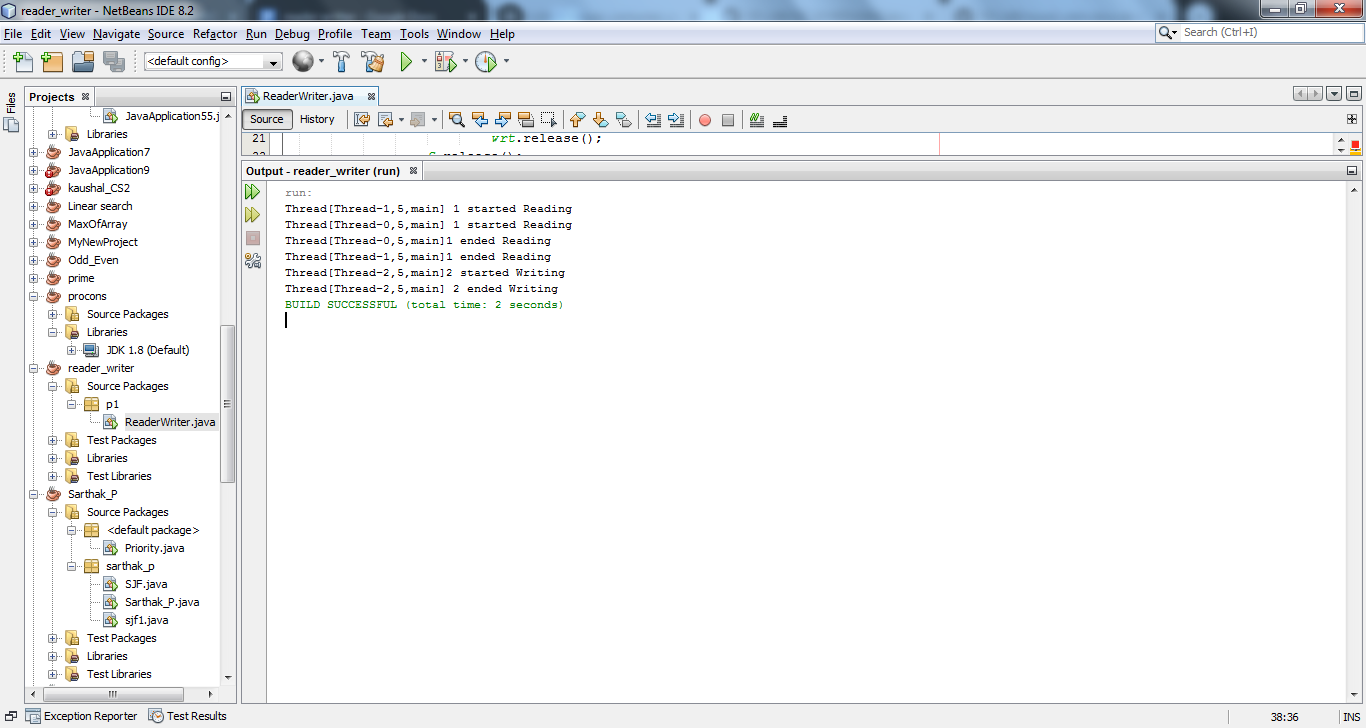 reader_writer - NetBeans IDE 8.2
File Edit View Navigate Source Refactor Run Debug Profile Team Tools Window Help
Search (Ctrl+I)
<default config>
Files
Projects
JavaApplication55.j
Libraries
JavaApplication7
JavaApplication9
kaushal_CS2
Linear search
MaxOfArray
MyNewProject
Odd_Even
prime
procons
Source Packages
Libraries
JDK 1.8 (Default)
reader_writer
Source Packages
p1
ReaderWriter.java
Test Packages
Libraries
Test Libraries
Sarthak_P
Source Packages
<default package>
Priority.java
sarthak_p
SJF.java
Sarthak_P.java
sjf1.java
Test Packages
Libraries
Test Libraries
ReaderWriter.java
Source History
21 wrt.release();
Output - reader_writer (run)
run:
Thread[Thread-1,5,main] 1 started Reading
Thread[Thread-0,5,main] 1 started Reading
Thread[Thread-0,5,main]1 ended Reading
Thread[Thread-1,5,main]1 ended Reading
Thread[Thread-2,5,main]2 started Writing
Thread[Thread-2,5,main] 2 ended Writing
BUILD SUCCESSFUL (total time: 2 seconds)
Exception Reporter Test Results
38:36 INS